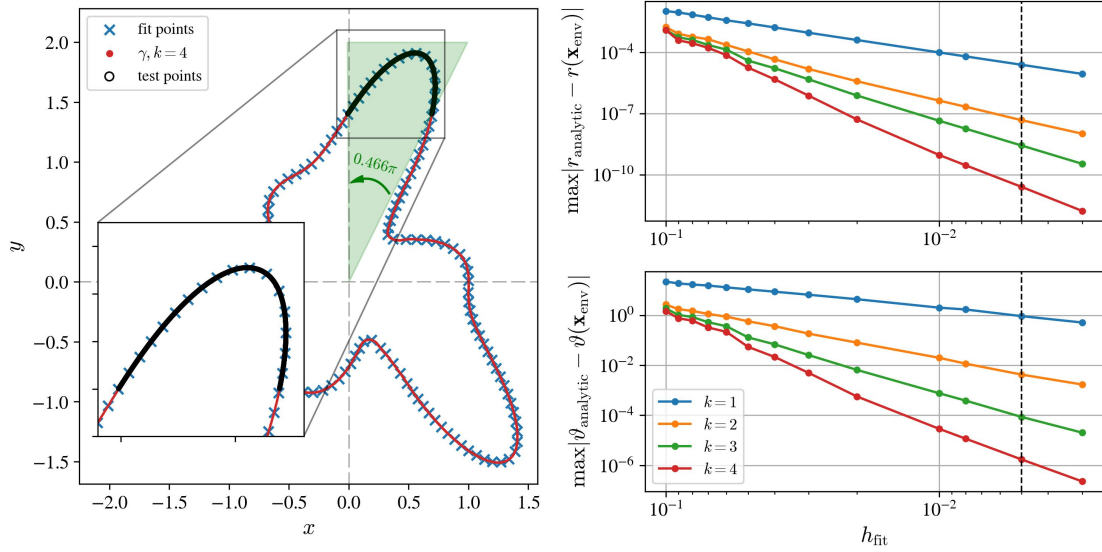 fit points
γ, k = 4
test points
0.466π
2.0
1.5
1.0
0.5
0.0
−0.5
−1.0
−1.5
y
−2.0 −1.5 −1.0 −0.5 0.0 0.5 1.0 1.5
x
max|r_analytic − r(x_env)|
10⁻⁴
10⁻⁷
10⁻¹⁰
10⁻¹ 10⁻²
max|ϑ_analytic − ϑ(x_env)|
10⁰
10⁻²
10⁻⁴
10⁻⁶
k = 1
k = 2
k = 3
k = 4
10⁻¹ 10⁻²
h_fit